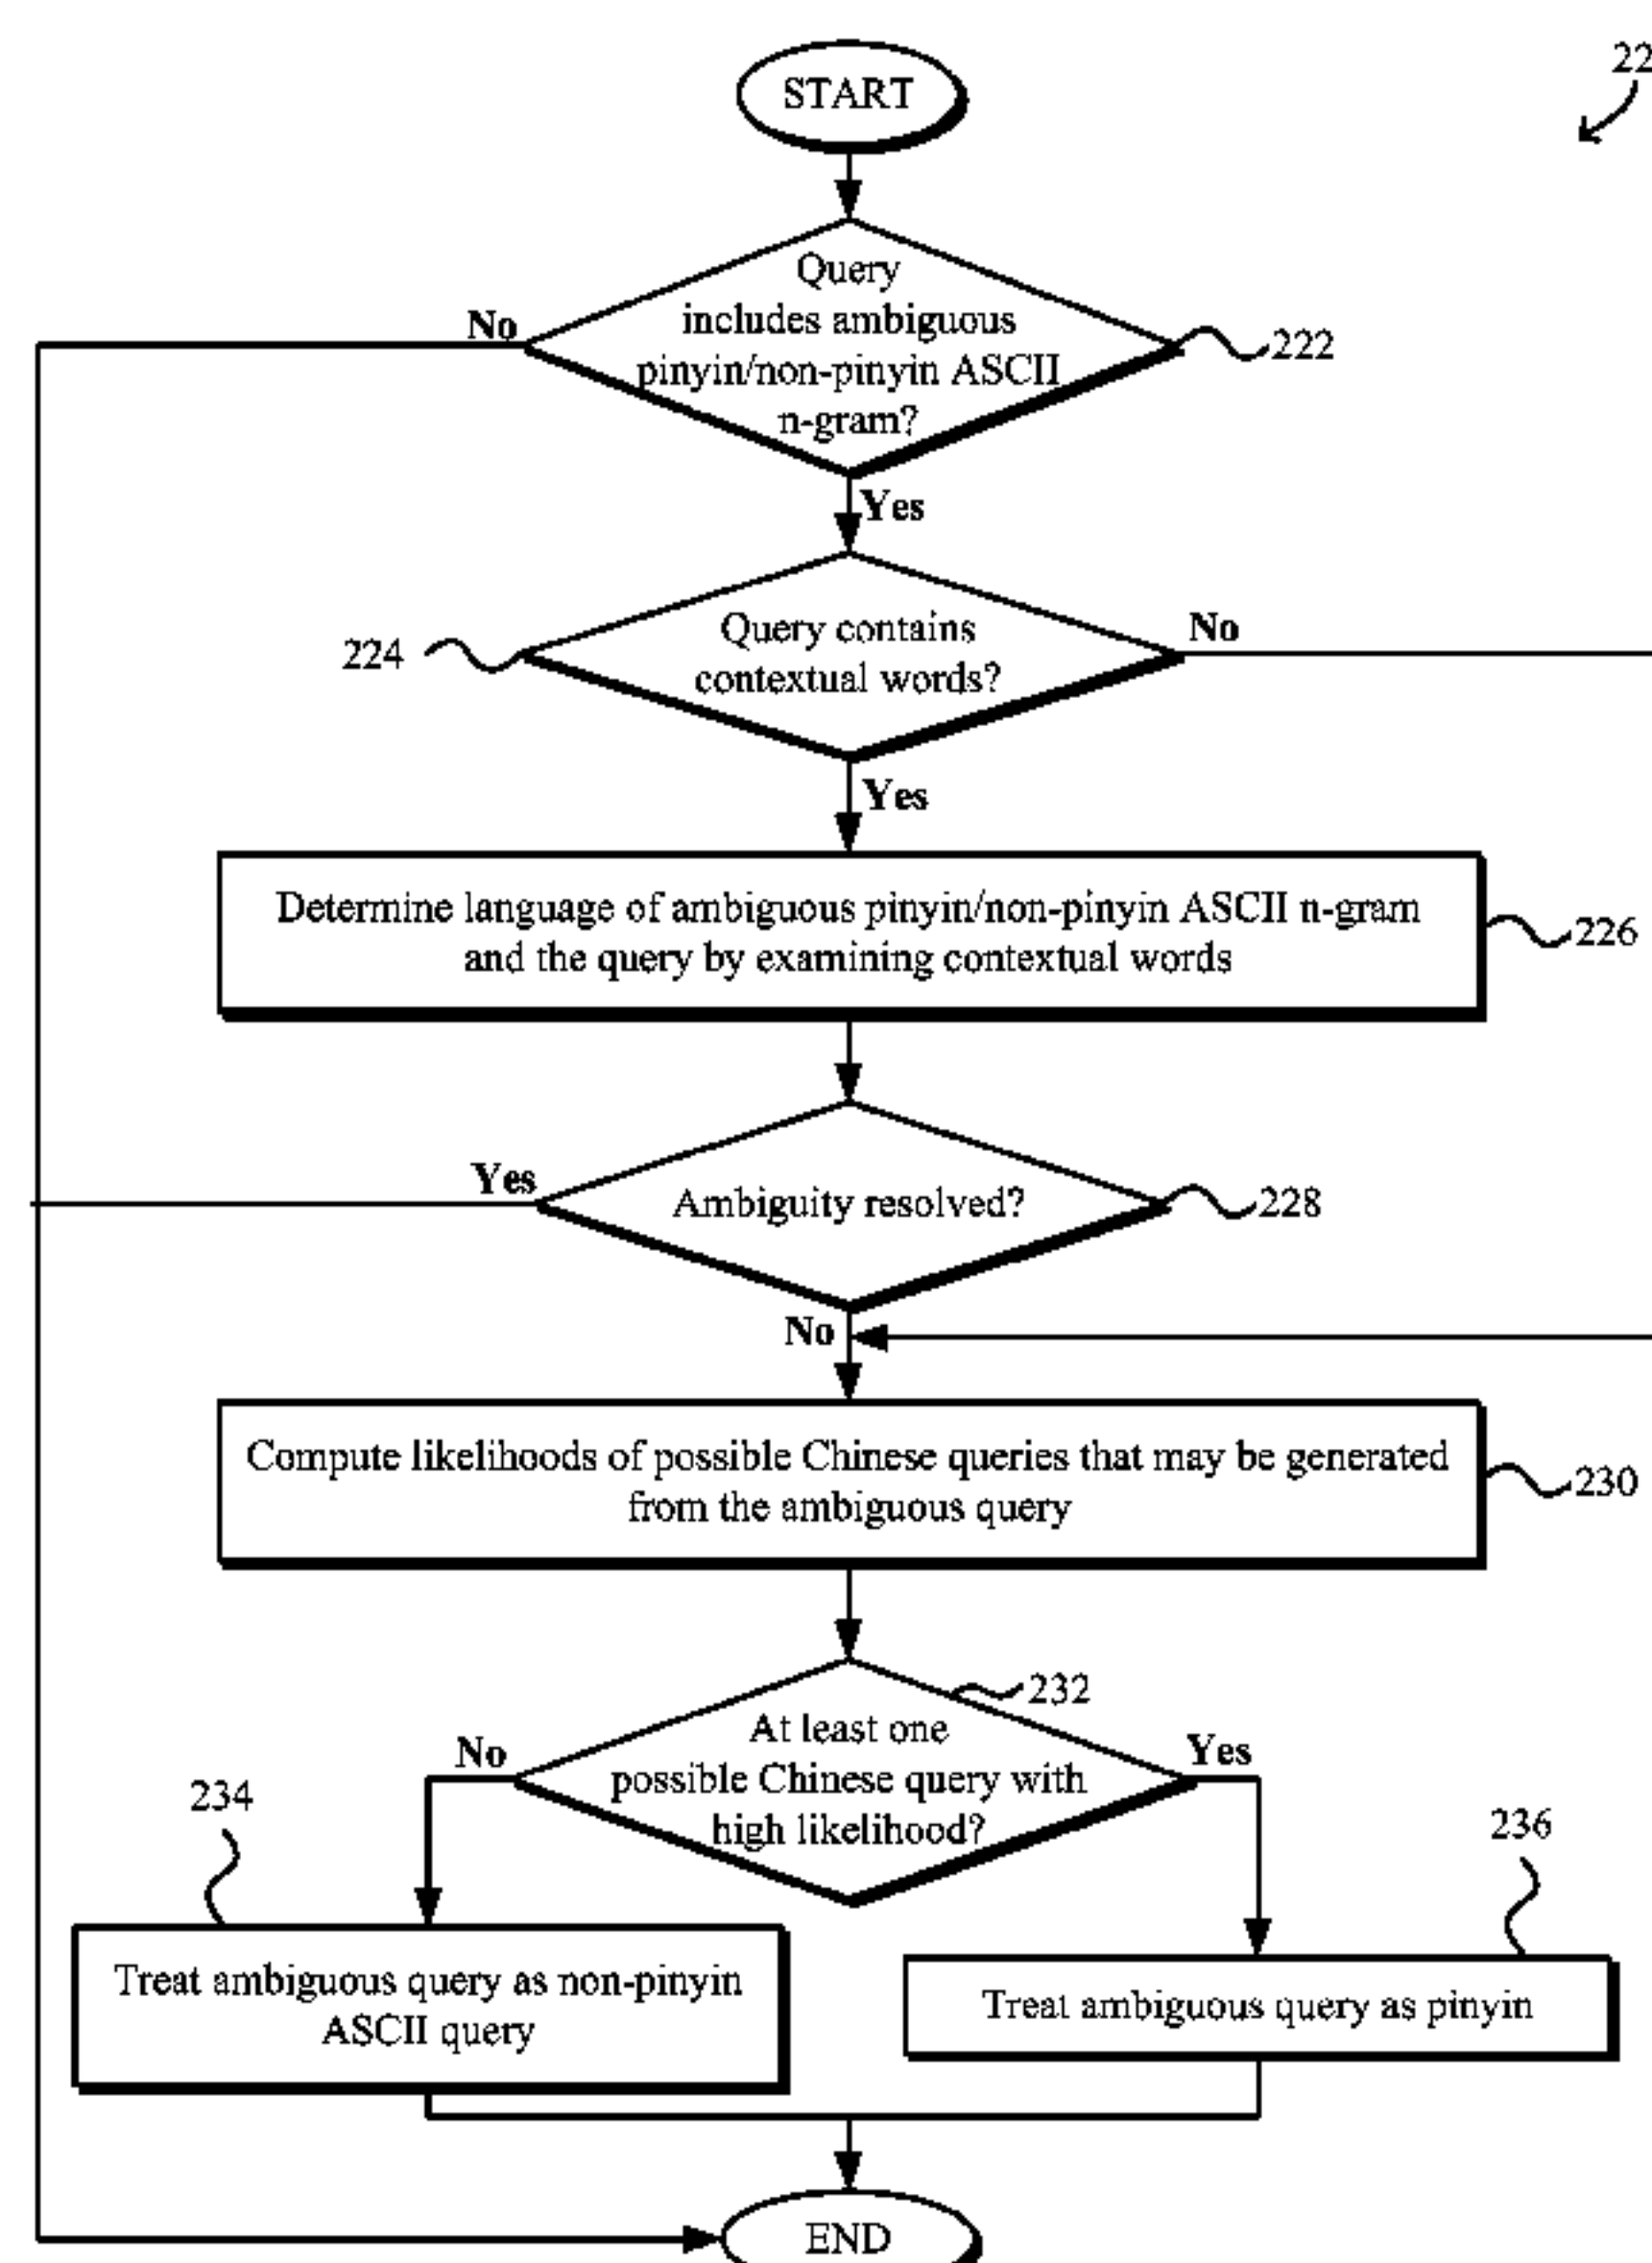 START
22
Query
includes ambiguous
pinyin/non-pinyin ASCII
n-gram?
No
222
Yes
Query contains
contextual words?
224
No
Yes
Determine language of ambiguous pinyin/non-pinyin ASCII n-gram
and the query by examining contextual words
226
Yes
Ambiguity resolved?
228
No
Compute likelihoods of possible Chinese queries that may be generated
from the ambiguous query
230
232
At least one
possible Chinese query with
high likelihood?
No
Yes
234
236
Treat ambiguous query as non-pinyin
ASCII query
Treat ambiguous query as pinyin
END